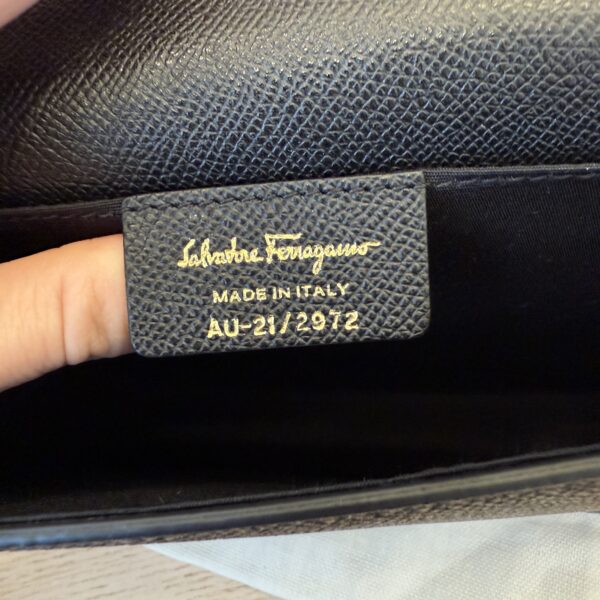 Salvatore Ferragamo
MADE IN ITALY
AU-21/2972